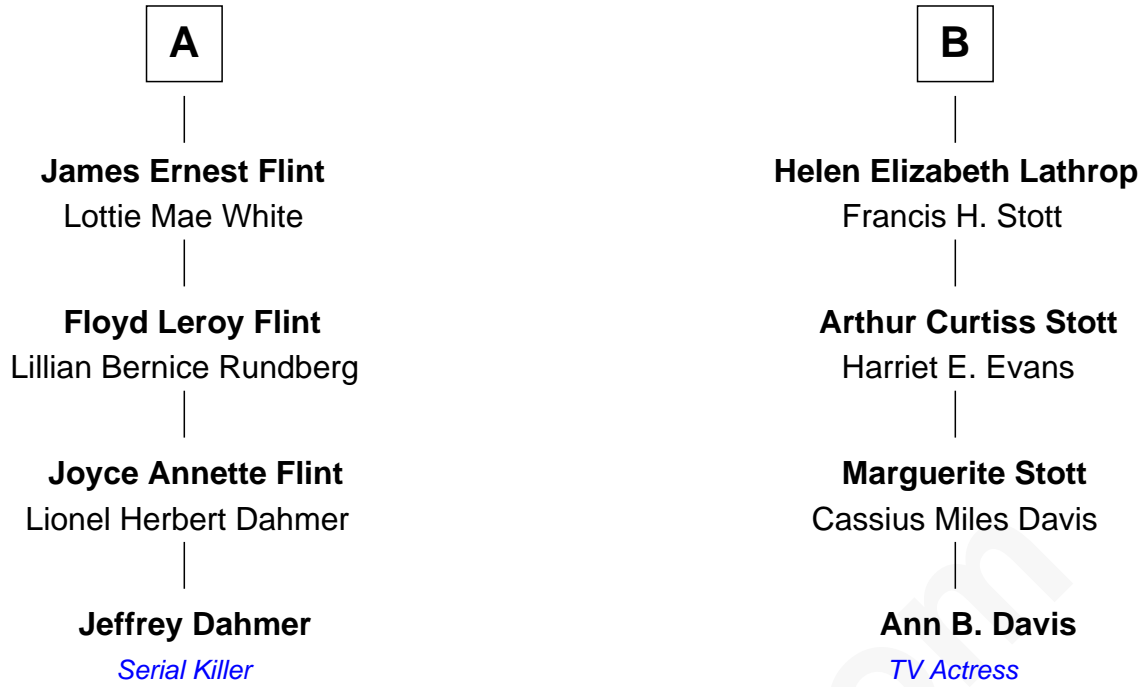 A
James Ernest Flint
Lottie Mae White
Floyd Leroy Flint
Lillian Bernice Rundberg
Joyce Annette Flint
Lionel Herbert Dahmer
Jeffrey Dahmer
Serial Killer
B
Helen Elizabeth Lathrop
Francis H. Stott
Arthur Curtiss Stott
Harriet E. Evans
Marguerite Stott
Cassius Miles Davis
Ann B. Davis
TV Actress